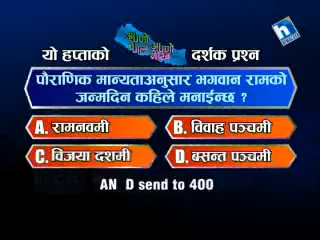 h
यो हप्ताको
दर्शक प्रश्न
पौराणिक मान्यताअनुसार भगवान रामको
जन्मदिन कहिले मनाईन्छ ?
A. रामनवमी
B. विवाह पञ्चमी
C. विजया दशमी
D. बसन्त पञ्चमी
AN D send to 400